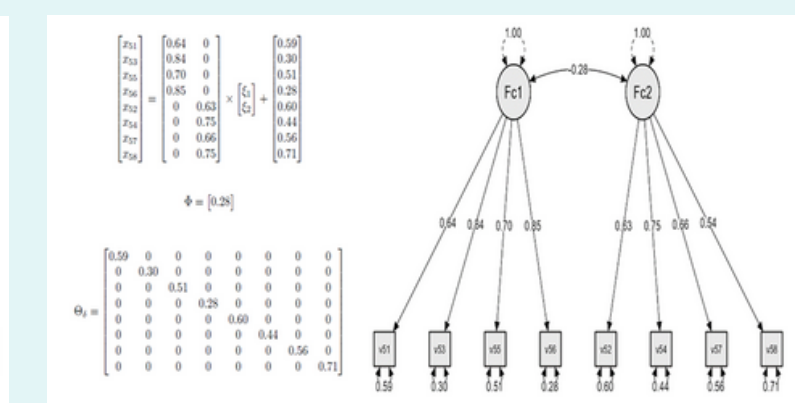 x51 0.64 0 0.59
x53 0.84 0 0.30
x55 0.70 0 0.51
x56 = 0.85 0 × ξ1 + 0.28
x52 0 0.63 ξ2 0.60
x54 0 0.75 0.44
x57 0 0.66 0.56
x58 0 0.75 0.71
Φ = [0.28]
0.59 0 0 0 0 0 0 0
0 0.30 0 0 0 0 0 0
0 0 0.51 0 0 0 0 0
Θδ = 0 0 0 0.28 0 0 0 0
0 0 0 0 0.60 0 0 0
0 0 0 0 0 0.44 0 0
0 0 0 0 0 0 0.56 0
0 0 0 0 0 0 0 0.71
1.00 1.00
-0.28
Fc1 Fc2
0.64 0.84 0.70 0.85 0.63 0.75 0.66 0.54
v51 v53 v55 v56 v52 v54 v57 v58
0.59 0.30 0.51 0.28 0.60 0.44 0.56 0.71